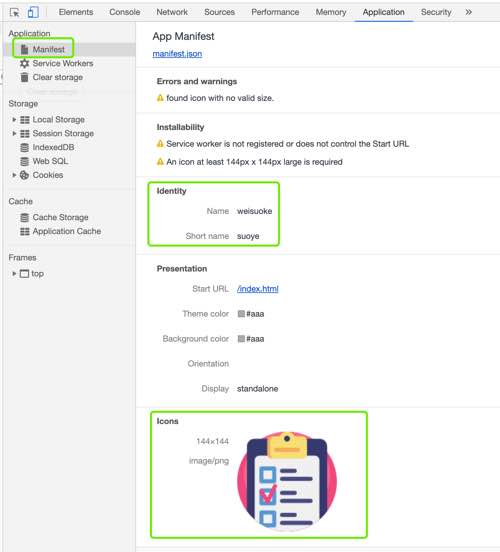 Elements Console Network Sources Performance Memory Application Security »
Application
Manifest
Service Workers
Clear storage
Clear storage
Storage
Local Storage
Session Storage
IndexedDB
Web SQL
Cookies
Cache
Cache Storage
Application Cache
Frames
top
App Manifest
manifest.json
Errors and warnings
found icon with no valid size.
Installability
Service worker is not registered or does not control the Start URL
An icon at least 144px x 144px large is required
Identity
Name weisuoke
Short name suoye
Presentation
Start URL /index.html
Theme color #aaa
Background color #aaa
Orientation
Display standalone
Icons
144×144
image/png